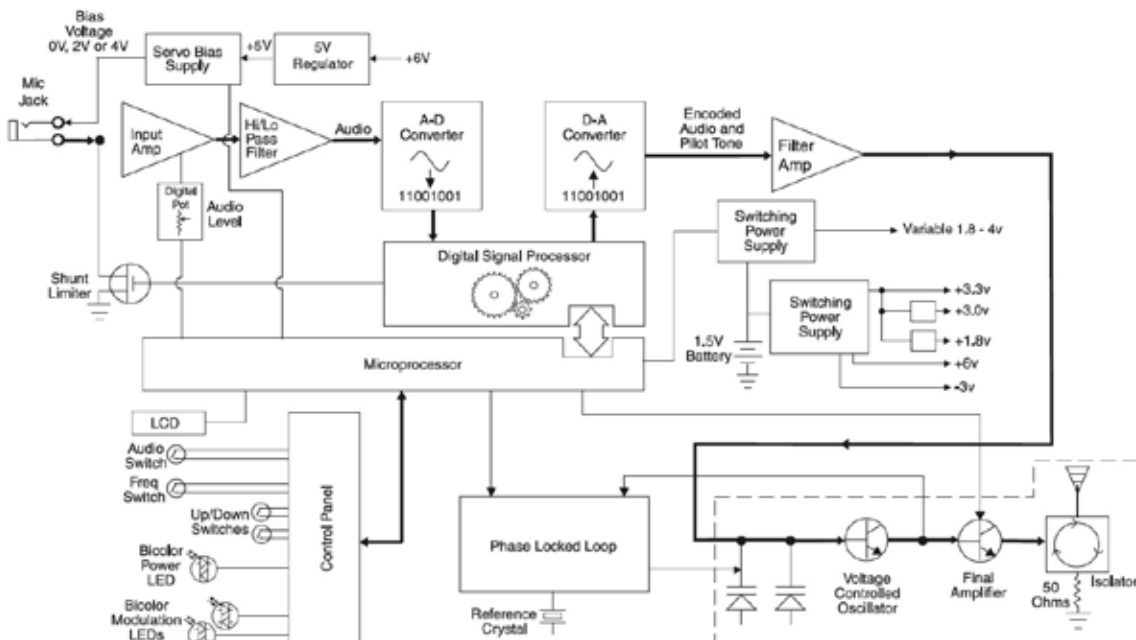 Bias
Voltage
0V, 2V or 4V
Servo Bias
Supply
+5V
5V
Regulator
+6V
Mic
Jack
Input
Amp
Hi/Lo
Pass
Filter
Audio
A-D
Converter
11001001
D-A
Converter
11001001
Encoded
Audio and
Pilot Tone
Filter
Amp
Digital
Pot
Audio
Level
Switching
Power
Supply
Variable 1.8 - 4v
Shunt
Limiter
Digital Signal Processor
Switching
Power
Supply
+3.3v
+3.0v
+1.8v
+6v
-3v
1.5V
Battery
Microprocessor
LCD
Audio
Switch
Freq
Switch
Up/Down
Switches
Bicolor
Power
LED
Bicolor
Modulation
LEDs
Control Panel
Phase Locked Loop
Reference
Crystal
Voltage
Controlled
Oscillator
Final
Amplifier
50
Ohms
Isolator